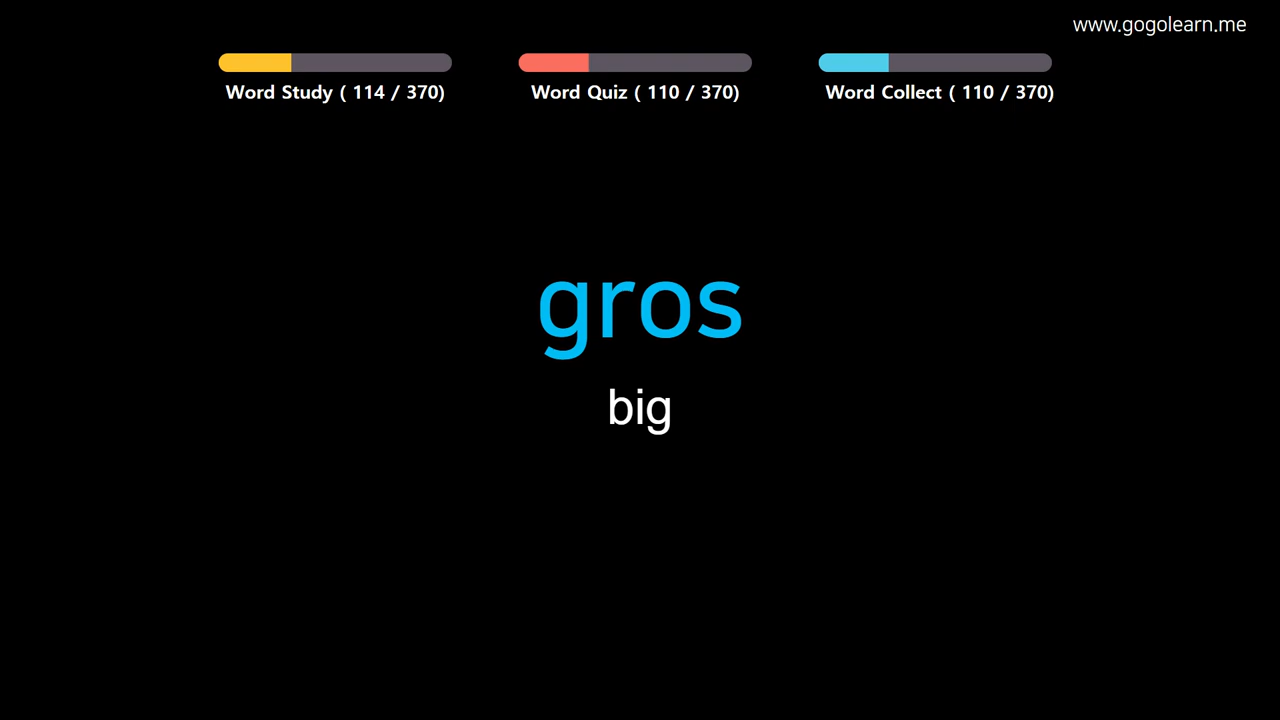 www.gogolearn.me
Word Study ( 114 / 370)
Word Quiz ( 110 / 370)
Word Collect ( 110 / 370)
gros
big